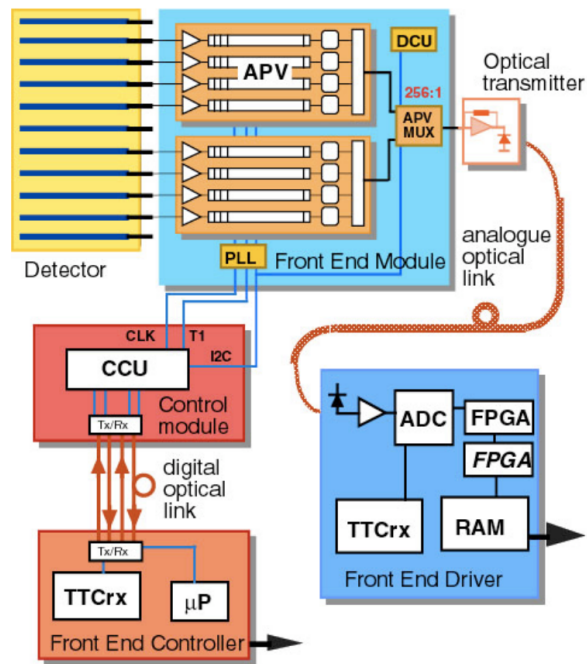 DCU
Optical
transmitter
APV
256:1
APV
MUX
PLL
Front End Module
Detector
analogue
optical
link
CLK
T1
I2C
CCU
Control
module
Tx/Rx
digital
optical
link
Tx/Rx
TTCrx
µP
Front End Controller
ADC
FPGA
FPGA
TTCrx
RAM
Front End Driver